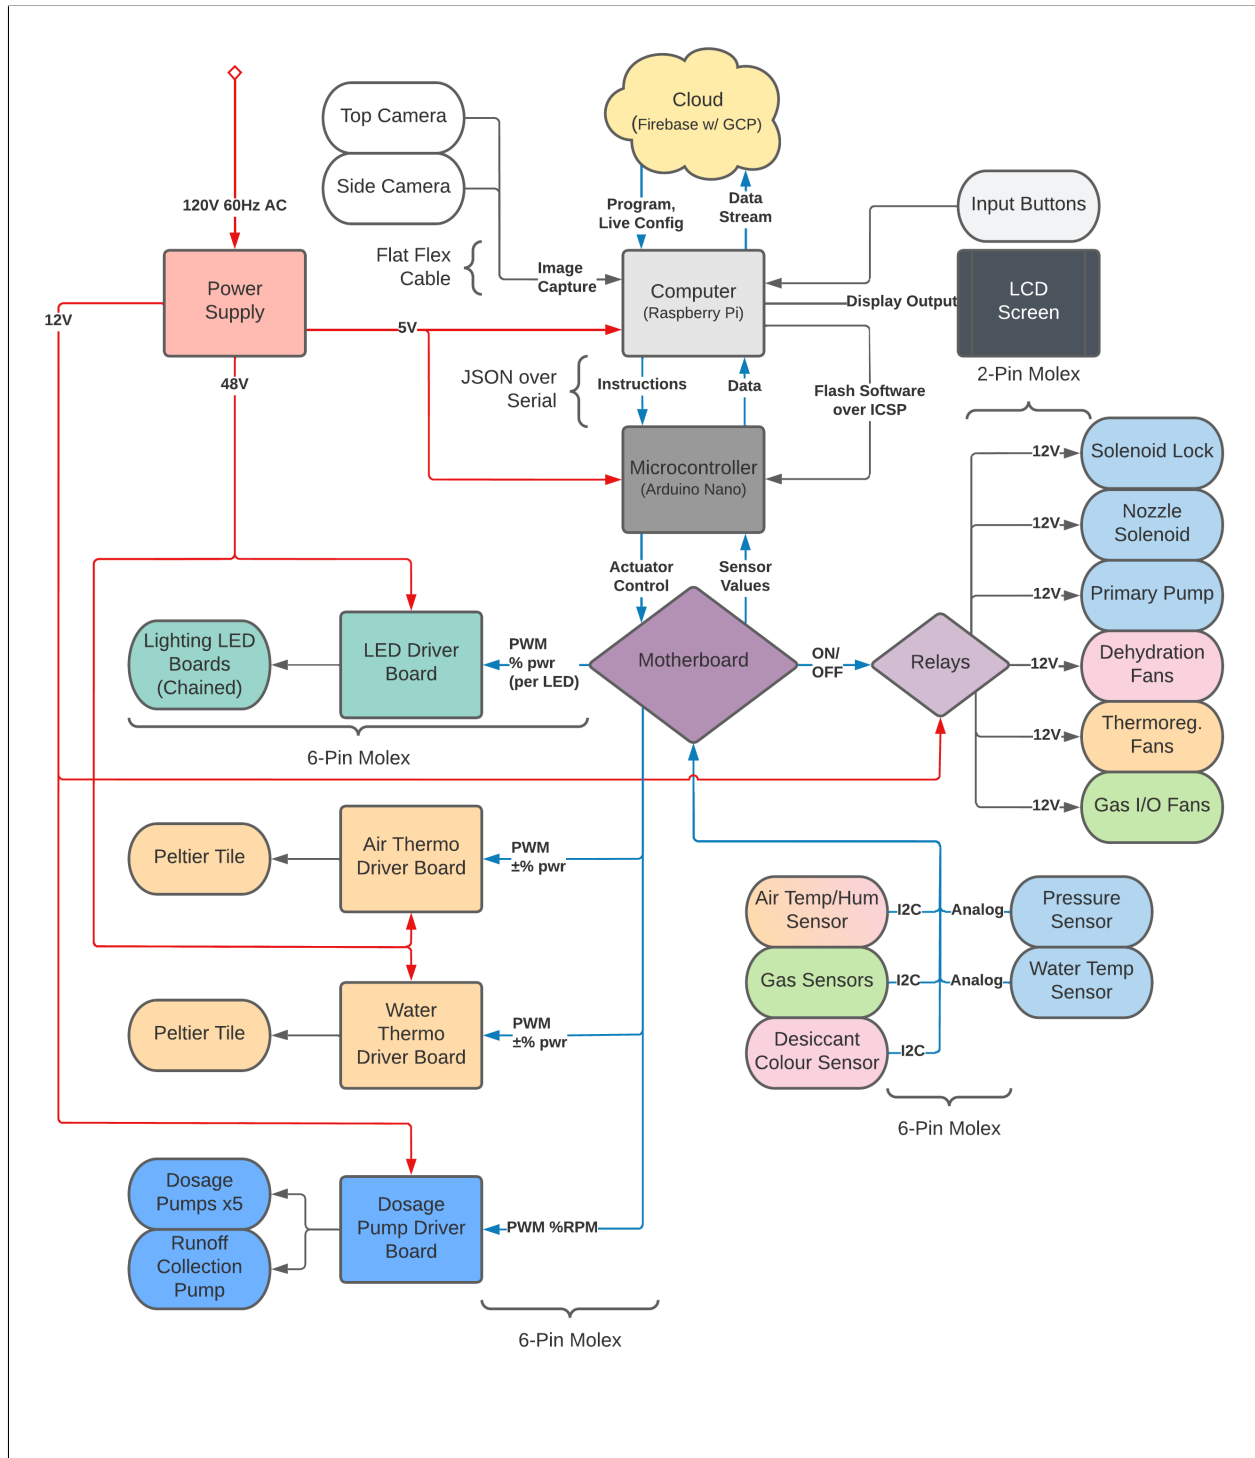 Cloud
(Firebase w/ GCP)
Top Camera
Side Camera
120V 60Hz AC
Program,
Live Config
Data
Stream
Input Buttons
Flat Flex
Cable
Image
Capture
Power
Supply
Computer
(Raspberry Pi)
Display Output
LCD
Screen
12V
5V
48V
JSON over
Serial
Instructions
Data
Flash Software
over ICSP
2-Pin Molex
Microcontroller
(Arduino Nano)
12V
Solenoid Lock
12V
Nozzle
Solenoid
12V
Primary Pump
12V
Dehydration
Fans
12V
Thermoreg.
Fans
12V
Gas I/O Fans
Actuator
Control
Sensor
Values
Lighting LED
Boards
(Chained)
LED Driver
Board
PWM
% pwr
(per LED)
Motherboard
ON/
OFF
Relays
6-Pin Molex
Peltier Tile
Air Thermo
Driver Board
PWM
±% pwr
Air Temp/Hum
Sensor
I2C
Analog
Pressure
Sensor
Gas Sensors
I2C
Analog
Water Temp
Sensor
Desiccant
Colour Sensor
I2C
6-Pin Molex
Peltier Tile
Water
Thermo
Driver Board
PWM
±% pwr
Dosage
Pumps x5
Runoff
Collection
Pump
Dosage
Pump Driver
Board
PWM %RPM
6-Pin Molex